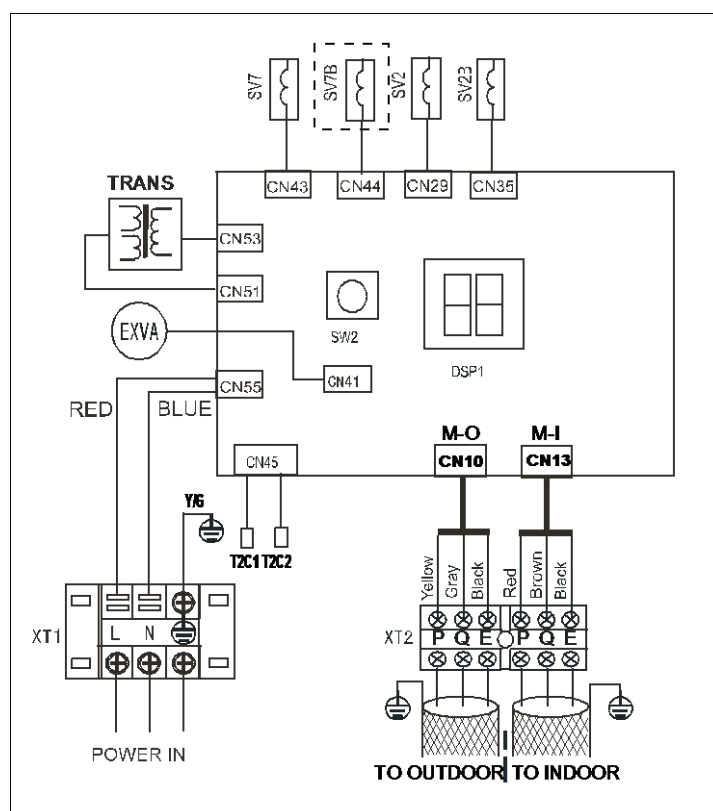 SV7
SV7B
SV2
SV2B
CN43
CN44
CN29
CN35
TRANS
CN53
CN51
EXVA
SW2
DSP1
CN41
CN55
RED
BLUE
CN45
M-O
M-I
CN10
CN13
Y/G
T2C1 T2C2
Yellow
Gray
Black
Red
Brown
Black
XT1
L N
XT2
P Q E P Q E
POWER IN
TO OUTDOOR TO INDOOR